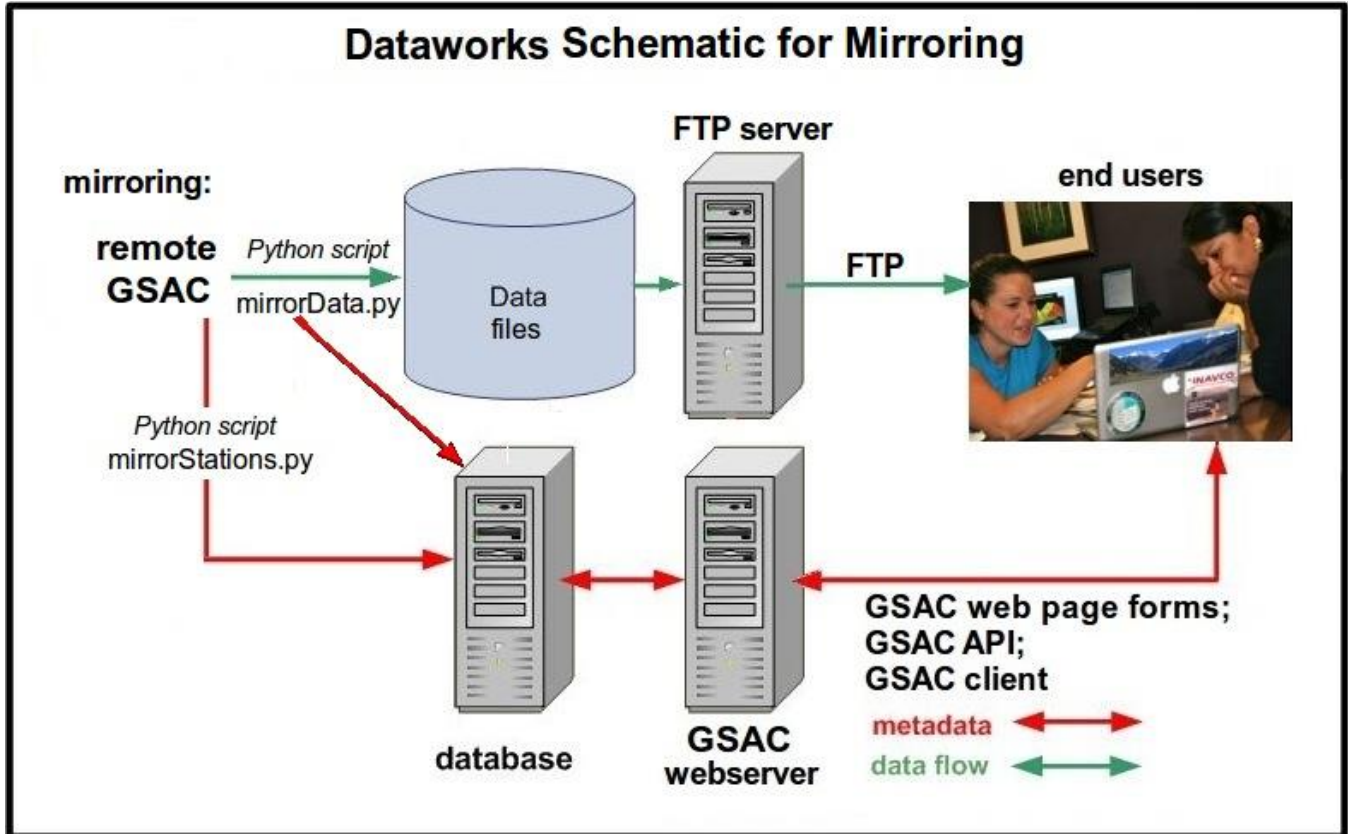 Dataworks Schematic for Mirroring
FTP server
mirroring:
end users
remote
GSAC
Python script
mirrorData.py
Data
files
FTP
Python script
mirrorStations.py
INAVCO
GSAC web page forms;
GSAC API;
GSAC client
metadata
data flow
database
GSAC
webserver